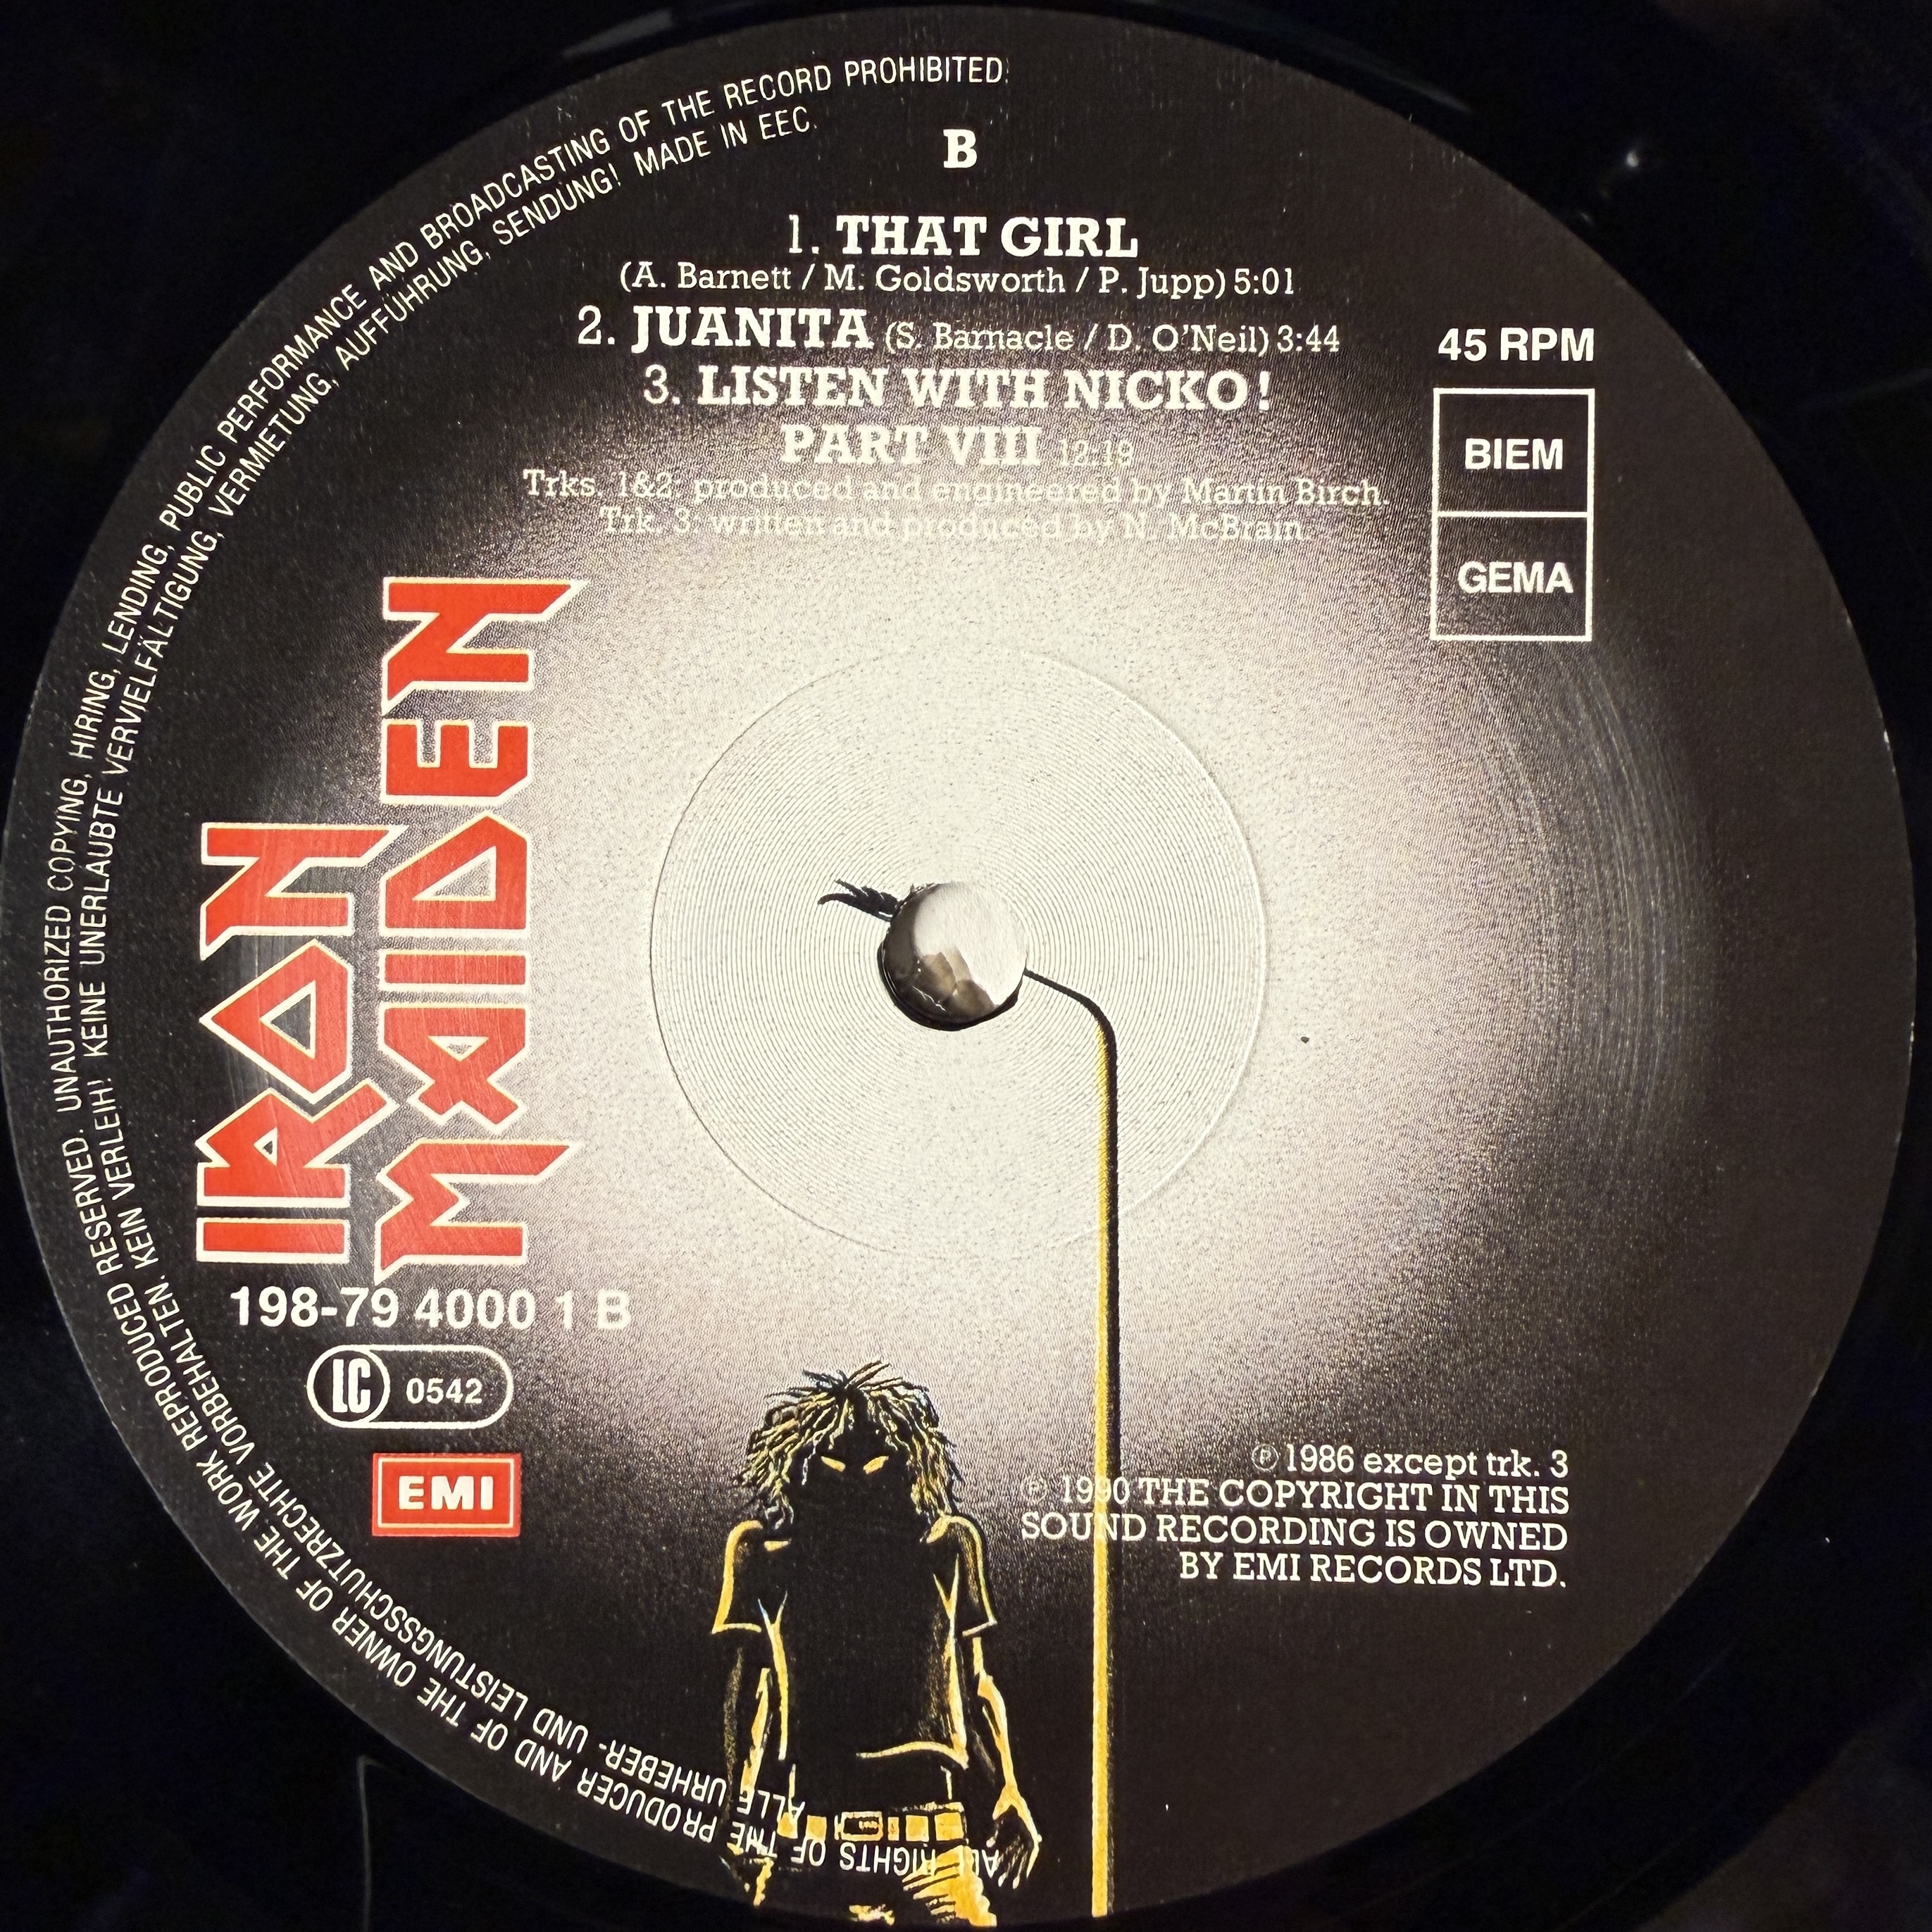 B
1. THAT GIRL
(A. Barnett / M. Goldsworth / P. Jupp) 5:01
2. JUANITA (S. Barnacle / D. O'Neil) 3:44
3. LISTEN WITH NICKO!
PART VIII 12:19
Trks. 1&2: produced and engineered by Martin Birch.
Trk. 3: written and produced by N. McBrain.
45 RPM
BIEM
GEMA
IRON
MAIDEN
198-79 4000 1 B
LC 0542
EMI
℗ 1986 except trk. 3
℗ 1990 THE COPYRIGHT IN THIS
SOUND RECORDING IS OWNED
BY EMI RECORDS LTD.
ALL RIGHTS OF THE PRODUCER AND OF THE OWNER OF THE WORK REPRODUCED RESERVED. UNAUTHORIZED COPYING, HIRING, LENDING, PUBLIC PERFORMANCE AND BROADCASTING OF THE RECORD PROHIBITED.
ALLE URHEBER- UND LEISTUNGSSCHUTZRECHTE VORBEHALTEN. KEIN VERLEIH! KEINE UNERLAUBTE VERVIELFÄLTIGUNG, VERMIETUNG, AUFFÜHRUNG, SENDUNG! MADE IN EEC.